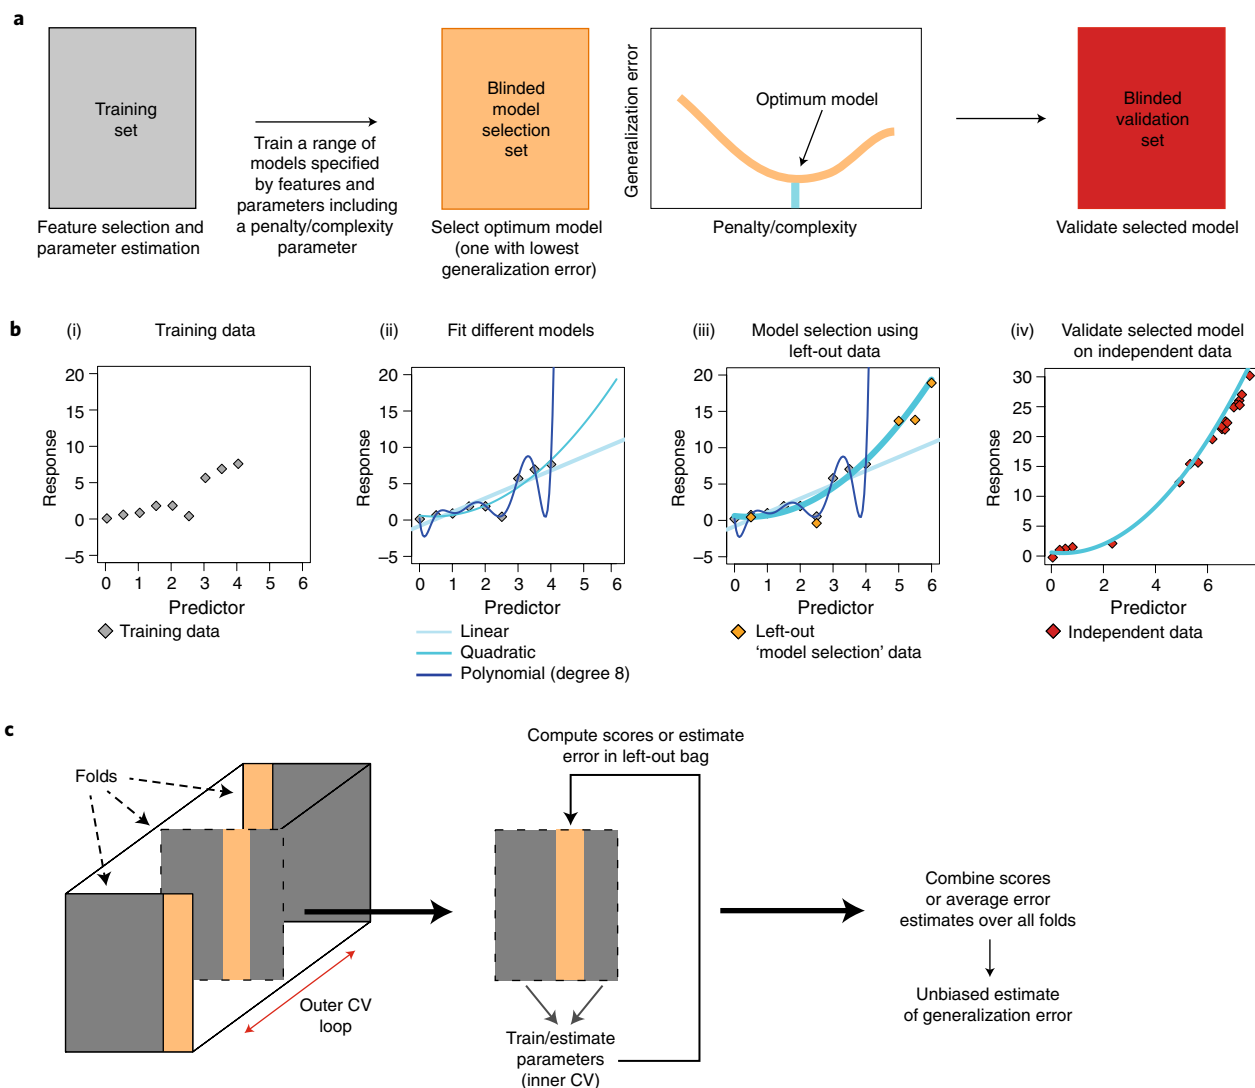 a
Training
set
Feature selection and
parameter estimation
Train a range of
models specified
by features and
parameters including
a penalty/complexity
parameter
Blinded
model
selection
set
Select optimum model
(one with lowest
generalization error)
Generalization error
Optimum model
Penalty/complexity
Blinded
validation
set
Validate selected model
b
(i) Training data
20
15
10
5
0
–5
Response
0 1 2 3 4 5 6
Predictor
Training data
(ii) Fit different models
20
15
10
5
0
–5
Response
0 1 2 3 4 5 6
Predictor
Linear
Quadratic
Polynomial (degree 8)
(iii) Model selection using
left-out data
20
15
10
5
0
–5
Response
0 1 2 3 4 5 6
Predictor
Left-out
‘model selection’ data
(iv) Validate selected model
on independent data
30
25
20
15
10
5
0
Response
0 2 4 6
Predictor
Independent data
c
Folds
Outer CV
loop
Compute scores or estimate
error in left-out bag
Train/estimate
parameters
(inner CV)
Combine scores
or average error
estimates over all folds
Unbiased estimate
of generalization error